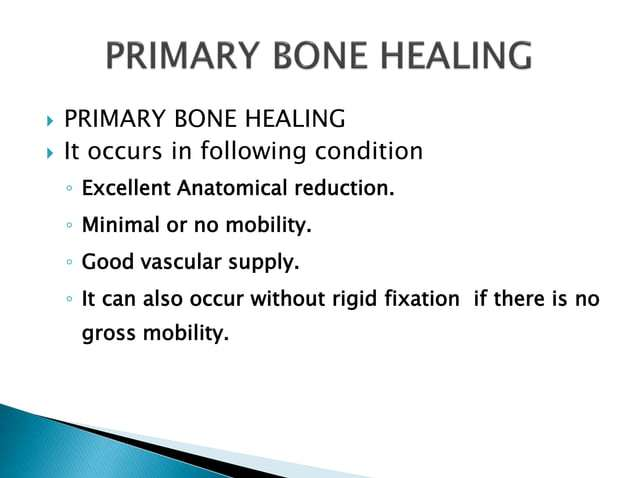 PRIMARY BONE HEALING
PRIMARY BONE HEALING
It occurs in following condition
Excellent Anatomical reduction.
Minimal or no mobility.
Good vascular supply.
It can also occur without rigid fixation  if there is no
gross mobility.